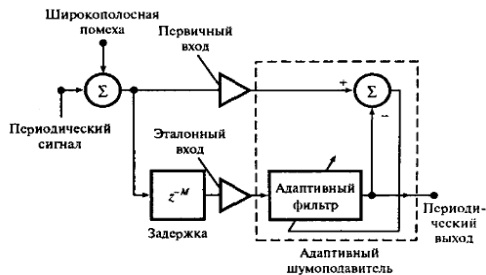 Широкополосная
помеха
Первичный
вход
Σ
+
Σ
−
Периодический
сигнал
Эталонный
вход
z⁻ᴹ
Адаптивный
фильтр
Задержка
Периоди-
ческий
выход
Адаптивный
шумоподавитель